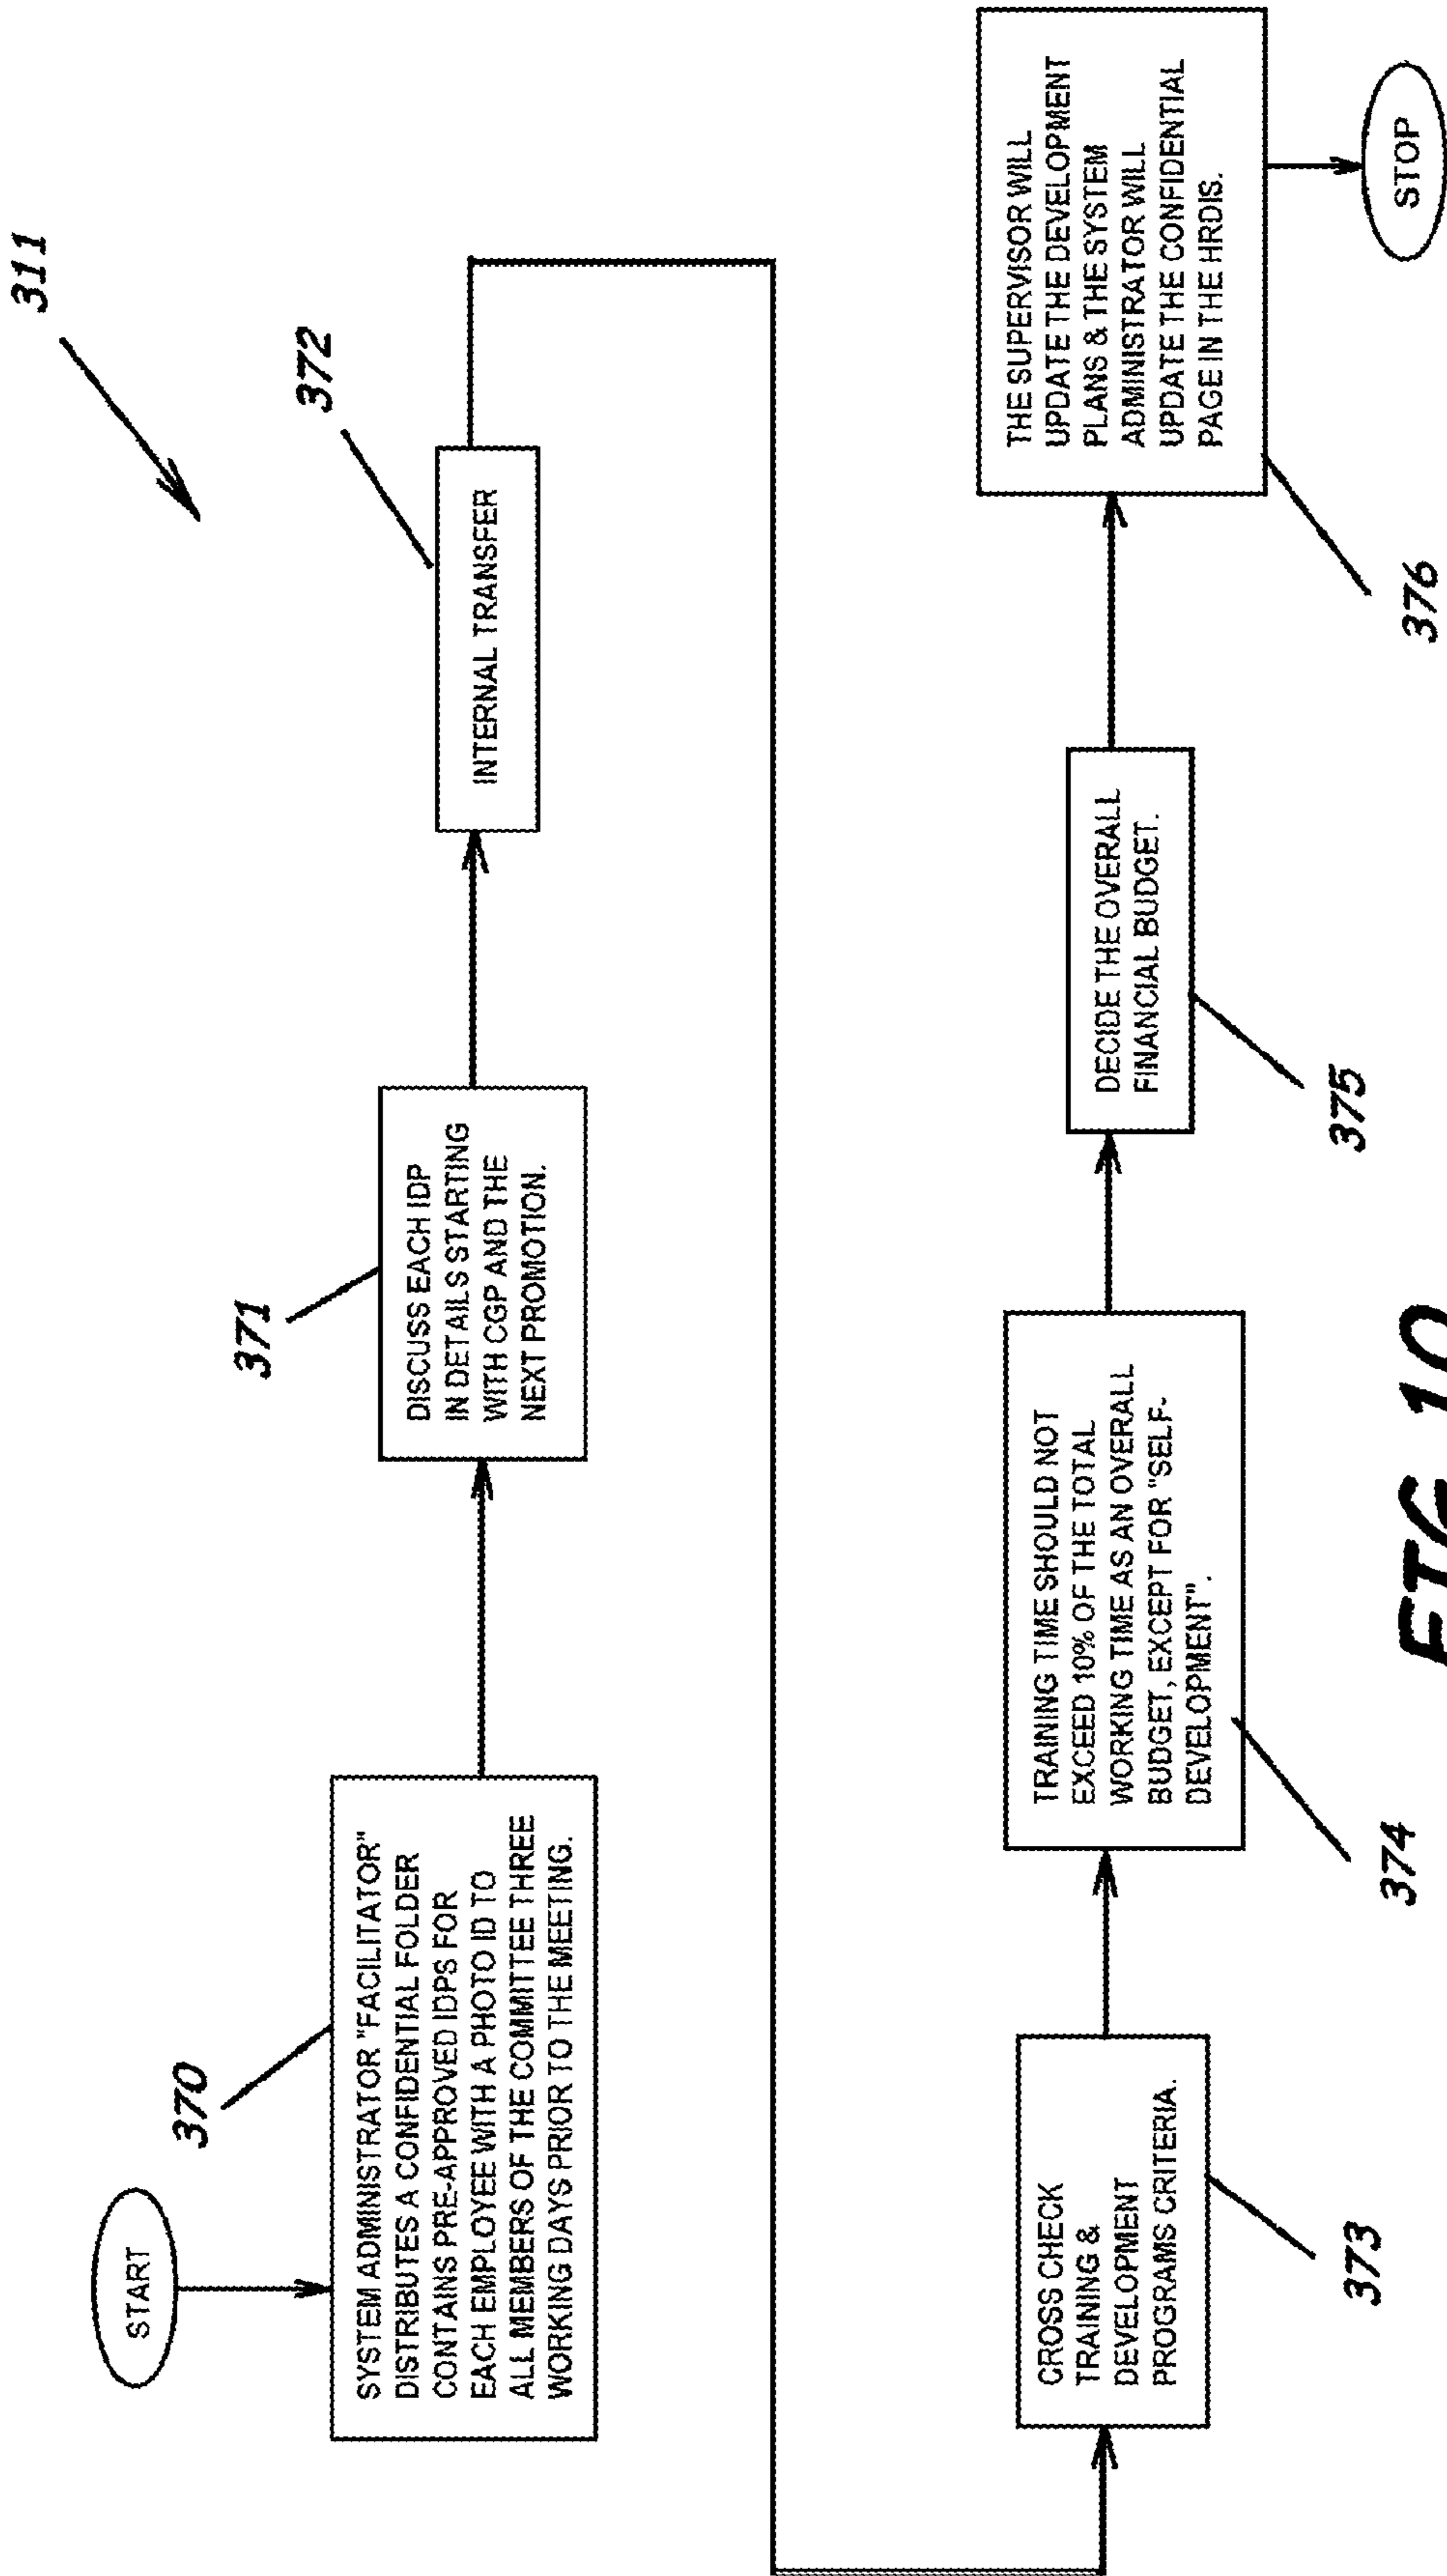 311
START
370
SYSTEM ADMINISTRATOR "FACILITATOR"
DISTRIBUTES A CONFIDENTIAL FOLDER
CONTAINS PRE-APPROVED IDPS FOR
EACH EMPLOYEE WITH A PHOTO ID TO
ALL MEMBERS OF THE COMMITTEE THREE
WORKING DAYS PRIOR TO THE MEETING.
371
DISCUSS EACH IDP
IN DETAILS STARTING
WITH CGP AND THE
NEXT PROMOTION.
372
INTERNAL TRANSFER
CROSS CHECK
TRAINING &
DEVELOPMENT
PROGRAMS CRITERIA.
373
TRAINING TIME SHOULD NOT
EXCEED 10% OF THE TOTAL
WORKING TIME AS AN OVERALL
BUDGET, EXCEPT FOR "SELF-
DEVELOPMENT".
374
DECIDE THE OVERALL
FINANCIAL BUDGET.
375
THE SUPERVISOR WILL
UPDATE THE DEVELOPMENT
PLANS & THE SYSTEM
ADMINISTRATOR WILL
UPDATE THE CONFIDENTIAL
PAGE IN THE HRDIS.
376
STOP
FIG 10